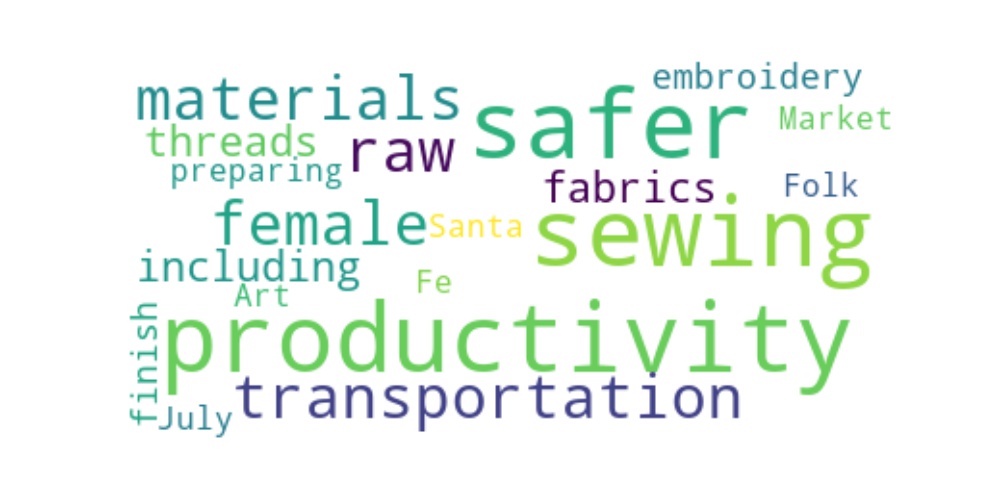 embroidery
materials
safer
Market
threads
raw
preparing
fabrics
Folk
female
Santa
sewing
including
Fe
Art
finish
productivity
transportation
July